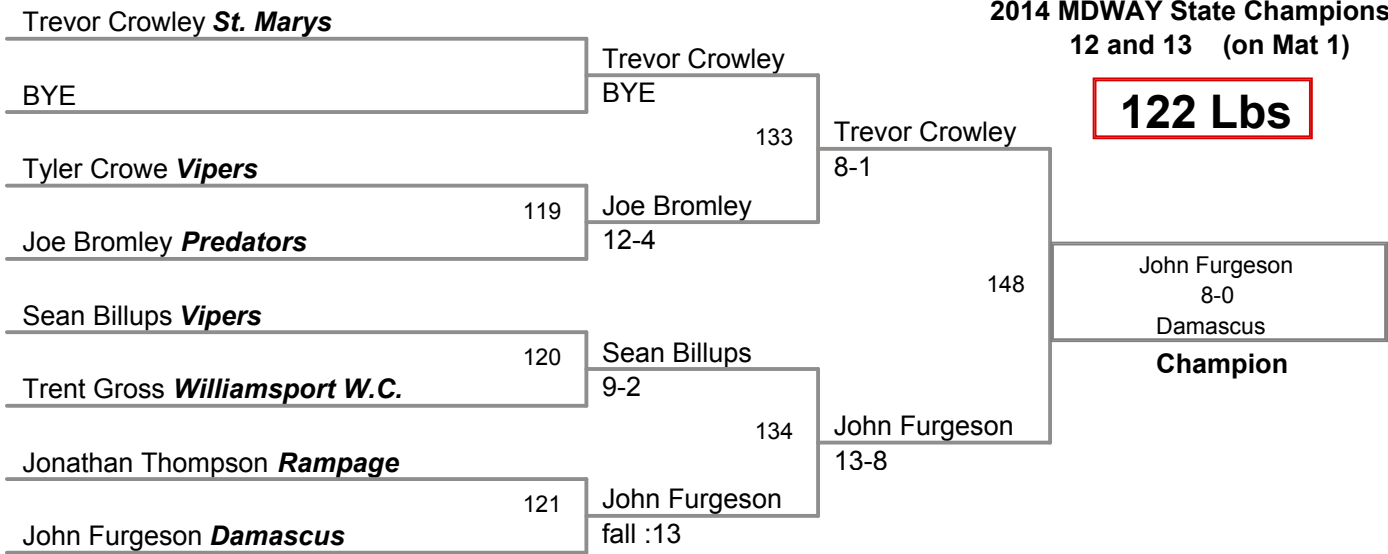 2014 MDWAY State Champions
12 and 13 (on Mat 1)
122 Lbs
Trevor Crowley St. Marys
BYE
Tyler Crowe Vipers
119
Joe Bromley Predators
Sean Billups Vipers
120
Trent Gross Williamsport W.C.
Jonathan Thompson Rampage
121
John Furgeson Damascus
Trevor Crowley
BYE
133
Joe Bromley
12-4
Sean Billups
9-2
134
John Furgeson
fall :13
Trevor Crowley
8-1
148
John Furgeson
13-8
John Furgeson
8-0
Damascus
Champion